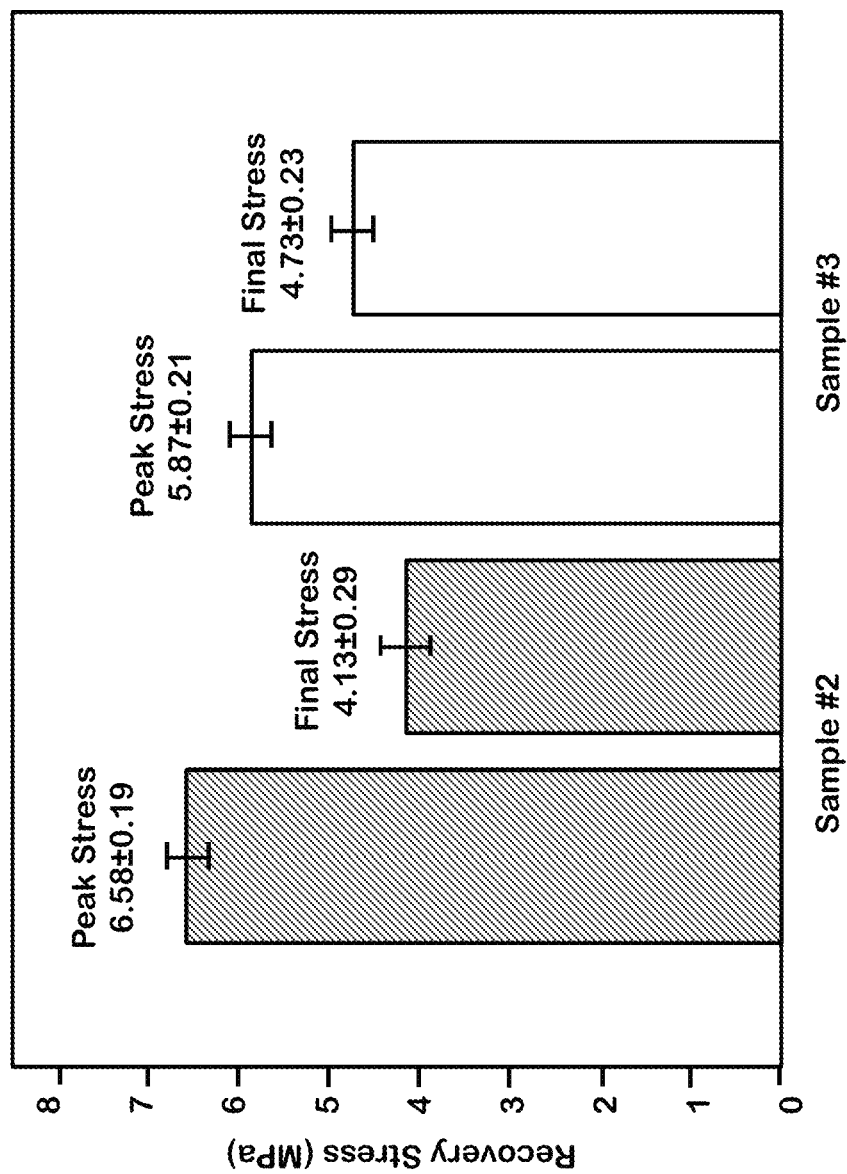 Recovery Stress (MPa)
8
7
6
5
4
3
2
1
0
Peak Stress
6.58±0.19
Final Stress
4.13±0.29
Peak Stress
5.87±0.21
Final Stress
4.73±0.23
Sample #2
Sample #3